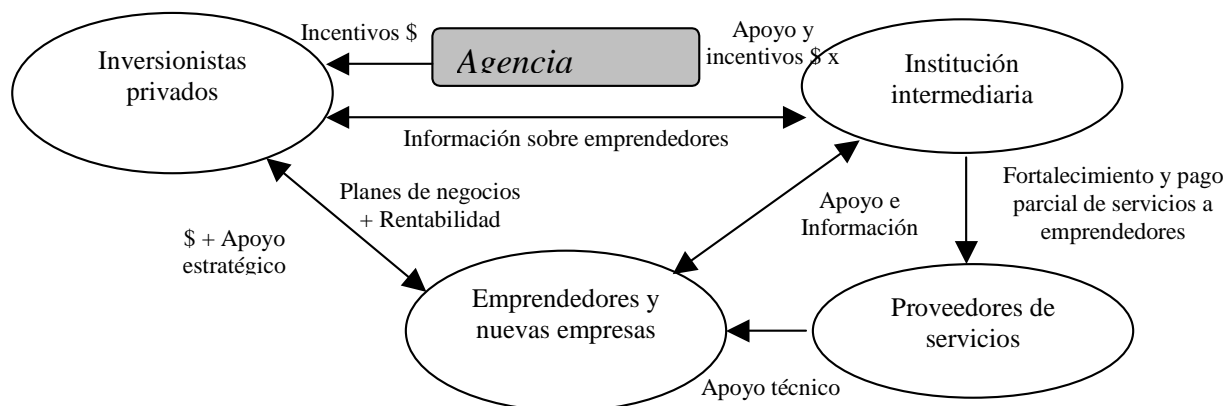 Incentivos $
Agencia
Apoyo y
incentivos $ x
Inversionistas
privados
Institución
intermediaria
Información sobre emprendedores
Planes de negocios
+ Rentabilidad
$ + Apoyo
estratégico
Apoyo e
Información
Fortalecimiento y pago
parcial de servicios a
emprendedores
Emprendedores y
nuevas empresas
Proveedores de
servicios
Apoyo técnico